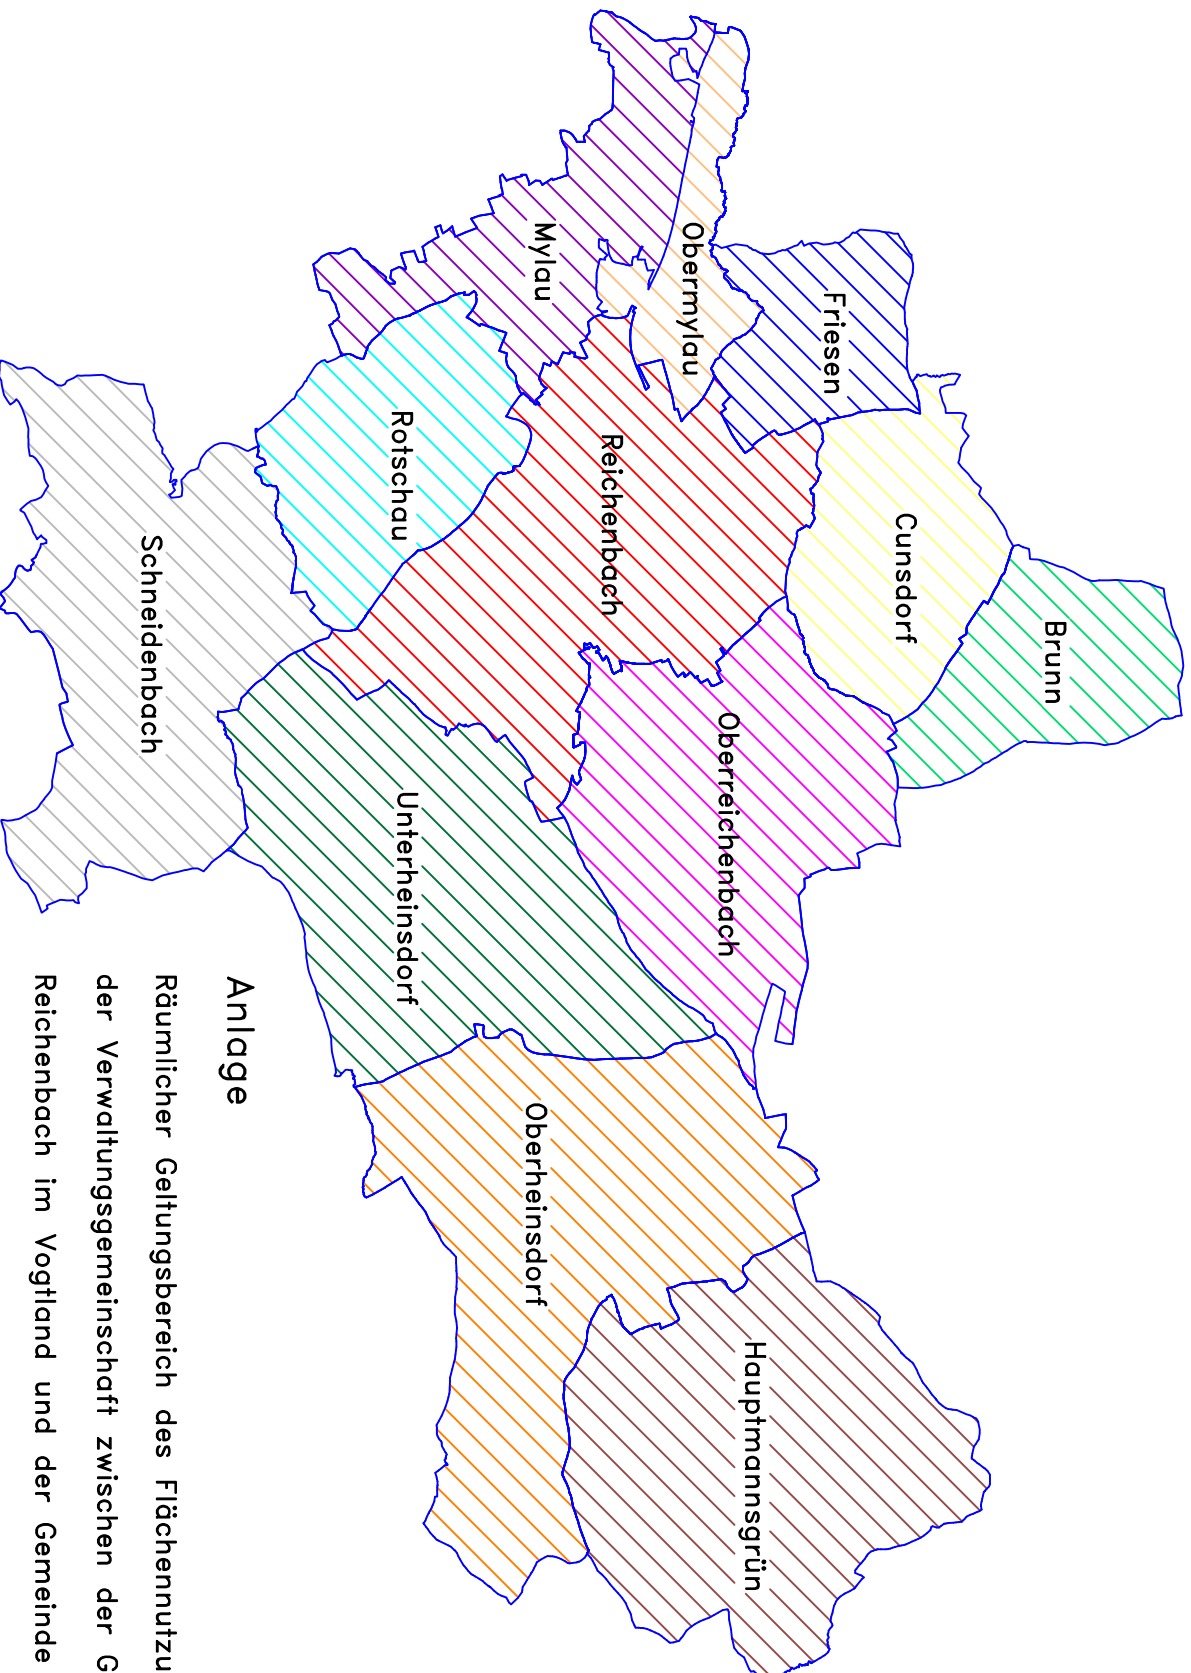 Mylau
Obermylau
Friesen
Rotschau
Reichenbach
Cunsdorf
Brunn
Schneidenbach
Unterheinsdorf
Oberreichenbach
Oberheinsdorf
Hauptmannsgrün
Anlage
Räumlicher Geltungsbereich des Flächennutzu
der Verwaltungsgemeinschaft zwischen der G
Reichenbach im Vogtland und der Gemeinde